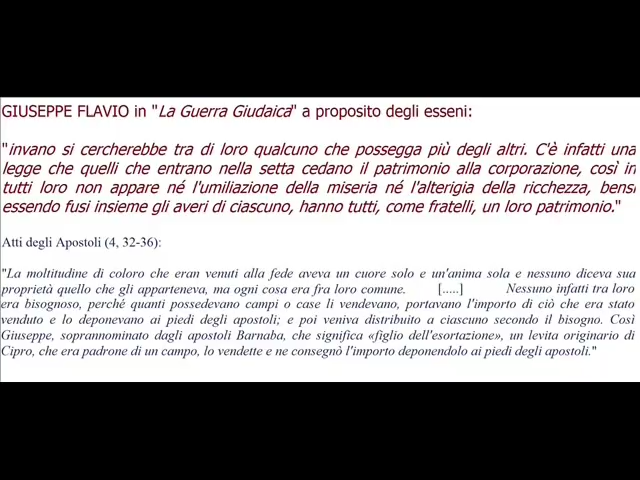 GIUSEPPE FLAVIO in "La Guerra Giudaica" a proposito degli esseni:
"invano si cercherebbe tra di loro qualcuno che possegga più degli altri. C'è infatti una
legge che quelli che entrano nella setta cedano il patrimonio alla corporazione, così in
tutti loro non appare né l'umiliazione della miseria né l'alterigia della ricchezza, bensi
essendo fusi insieme gli averi di ciascuno, hanno tutti, come fratelli, un loro patrimonio."
Atti degli Apostoli (4, 32-36):
"La moltitudine di coloro che eran venuti alla fede aveva un cuore solo e un'anima sola e nessuno diceva sua
proprietà quello che gli apparteneva, ma ogni cosa era fra loro comune. [.....] Nessuno infatti tra loro
era bisognoso, perché quanti possedevano campi o case li vendevano, portavano l'importo di ciò che era stato
venduto e lo deponevano ai piedi degli apostoli; e poi veniva distribuito a ciascuno secondo il bisogno. Così
Giuseppe, soprannominato dagli apostoli Barnaba, che significa «figlio dell'esortazione», un levita originario di
Cipro, che era padrone di un campo, lo vendette e ne consegnò l'importo deponendolo ai piedi degli apostoli."